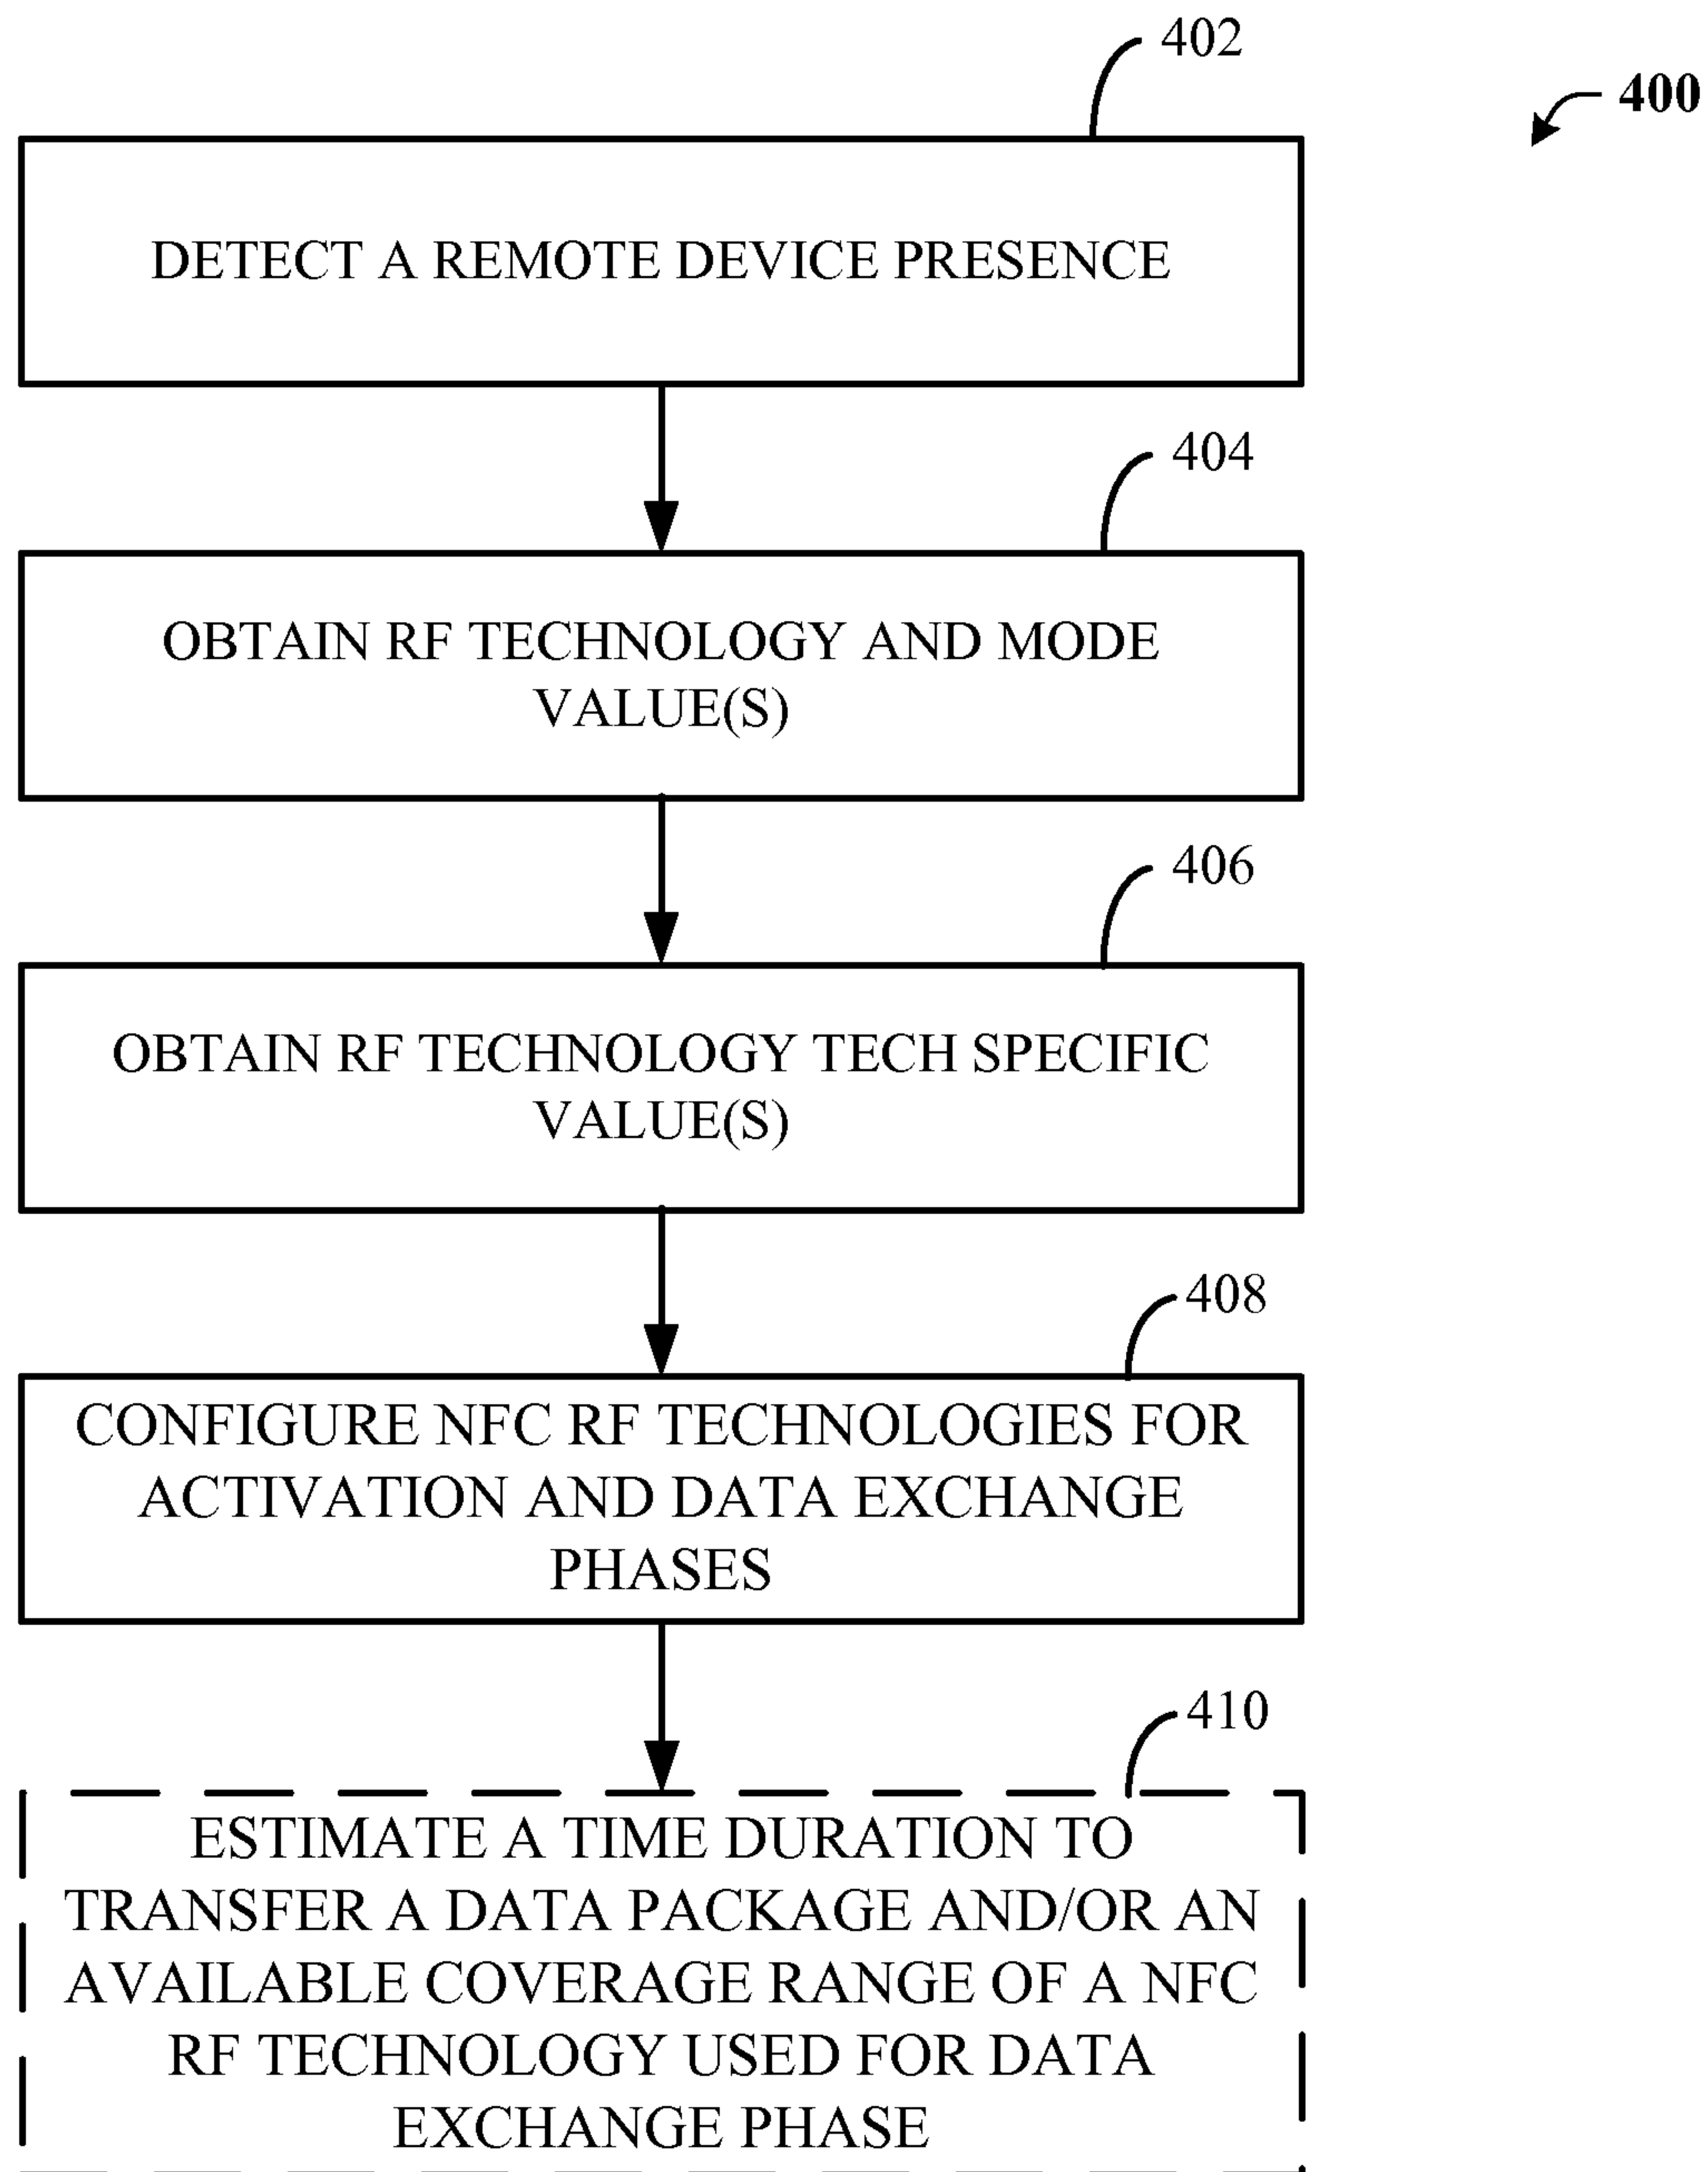 402
400
DETECT A REMOTE DEVICE PRESENCE
404
OBTAIN RF TECHNOLOGY AND MODE
VALUE(S)
406
OBTAIN RF TECHNOLOGY TECH SPECIFIC
VALUE(S)
408
CONFIGURE NFC RF TECHNOLOGIES FOR
ACTIVATION AND DATA EXCHANGE
PHASES
410
ESTIMATE A TIME DURATION TO
TRANSFER A DATA PACKAGE AND/OR AN
AVAILABLE COVERAGE RANGE OF A NFC
RF TECHNOLOGY USED FOR DATA
EXCHANGE PHASE